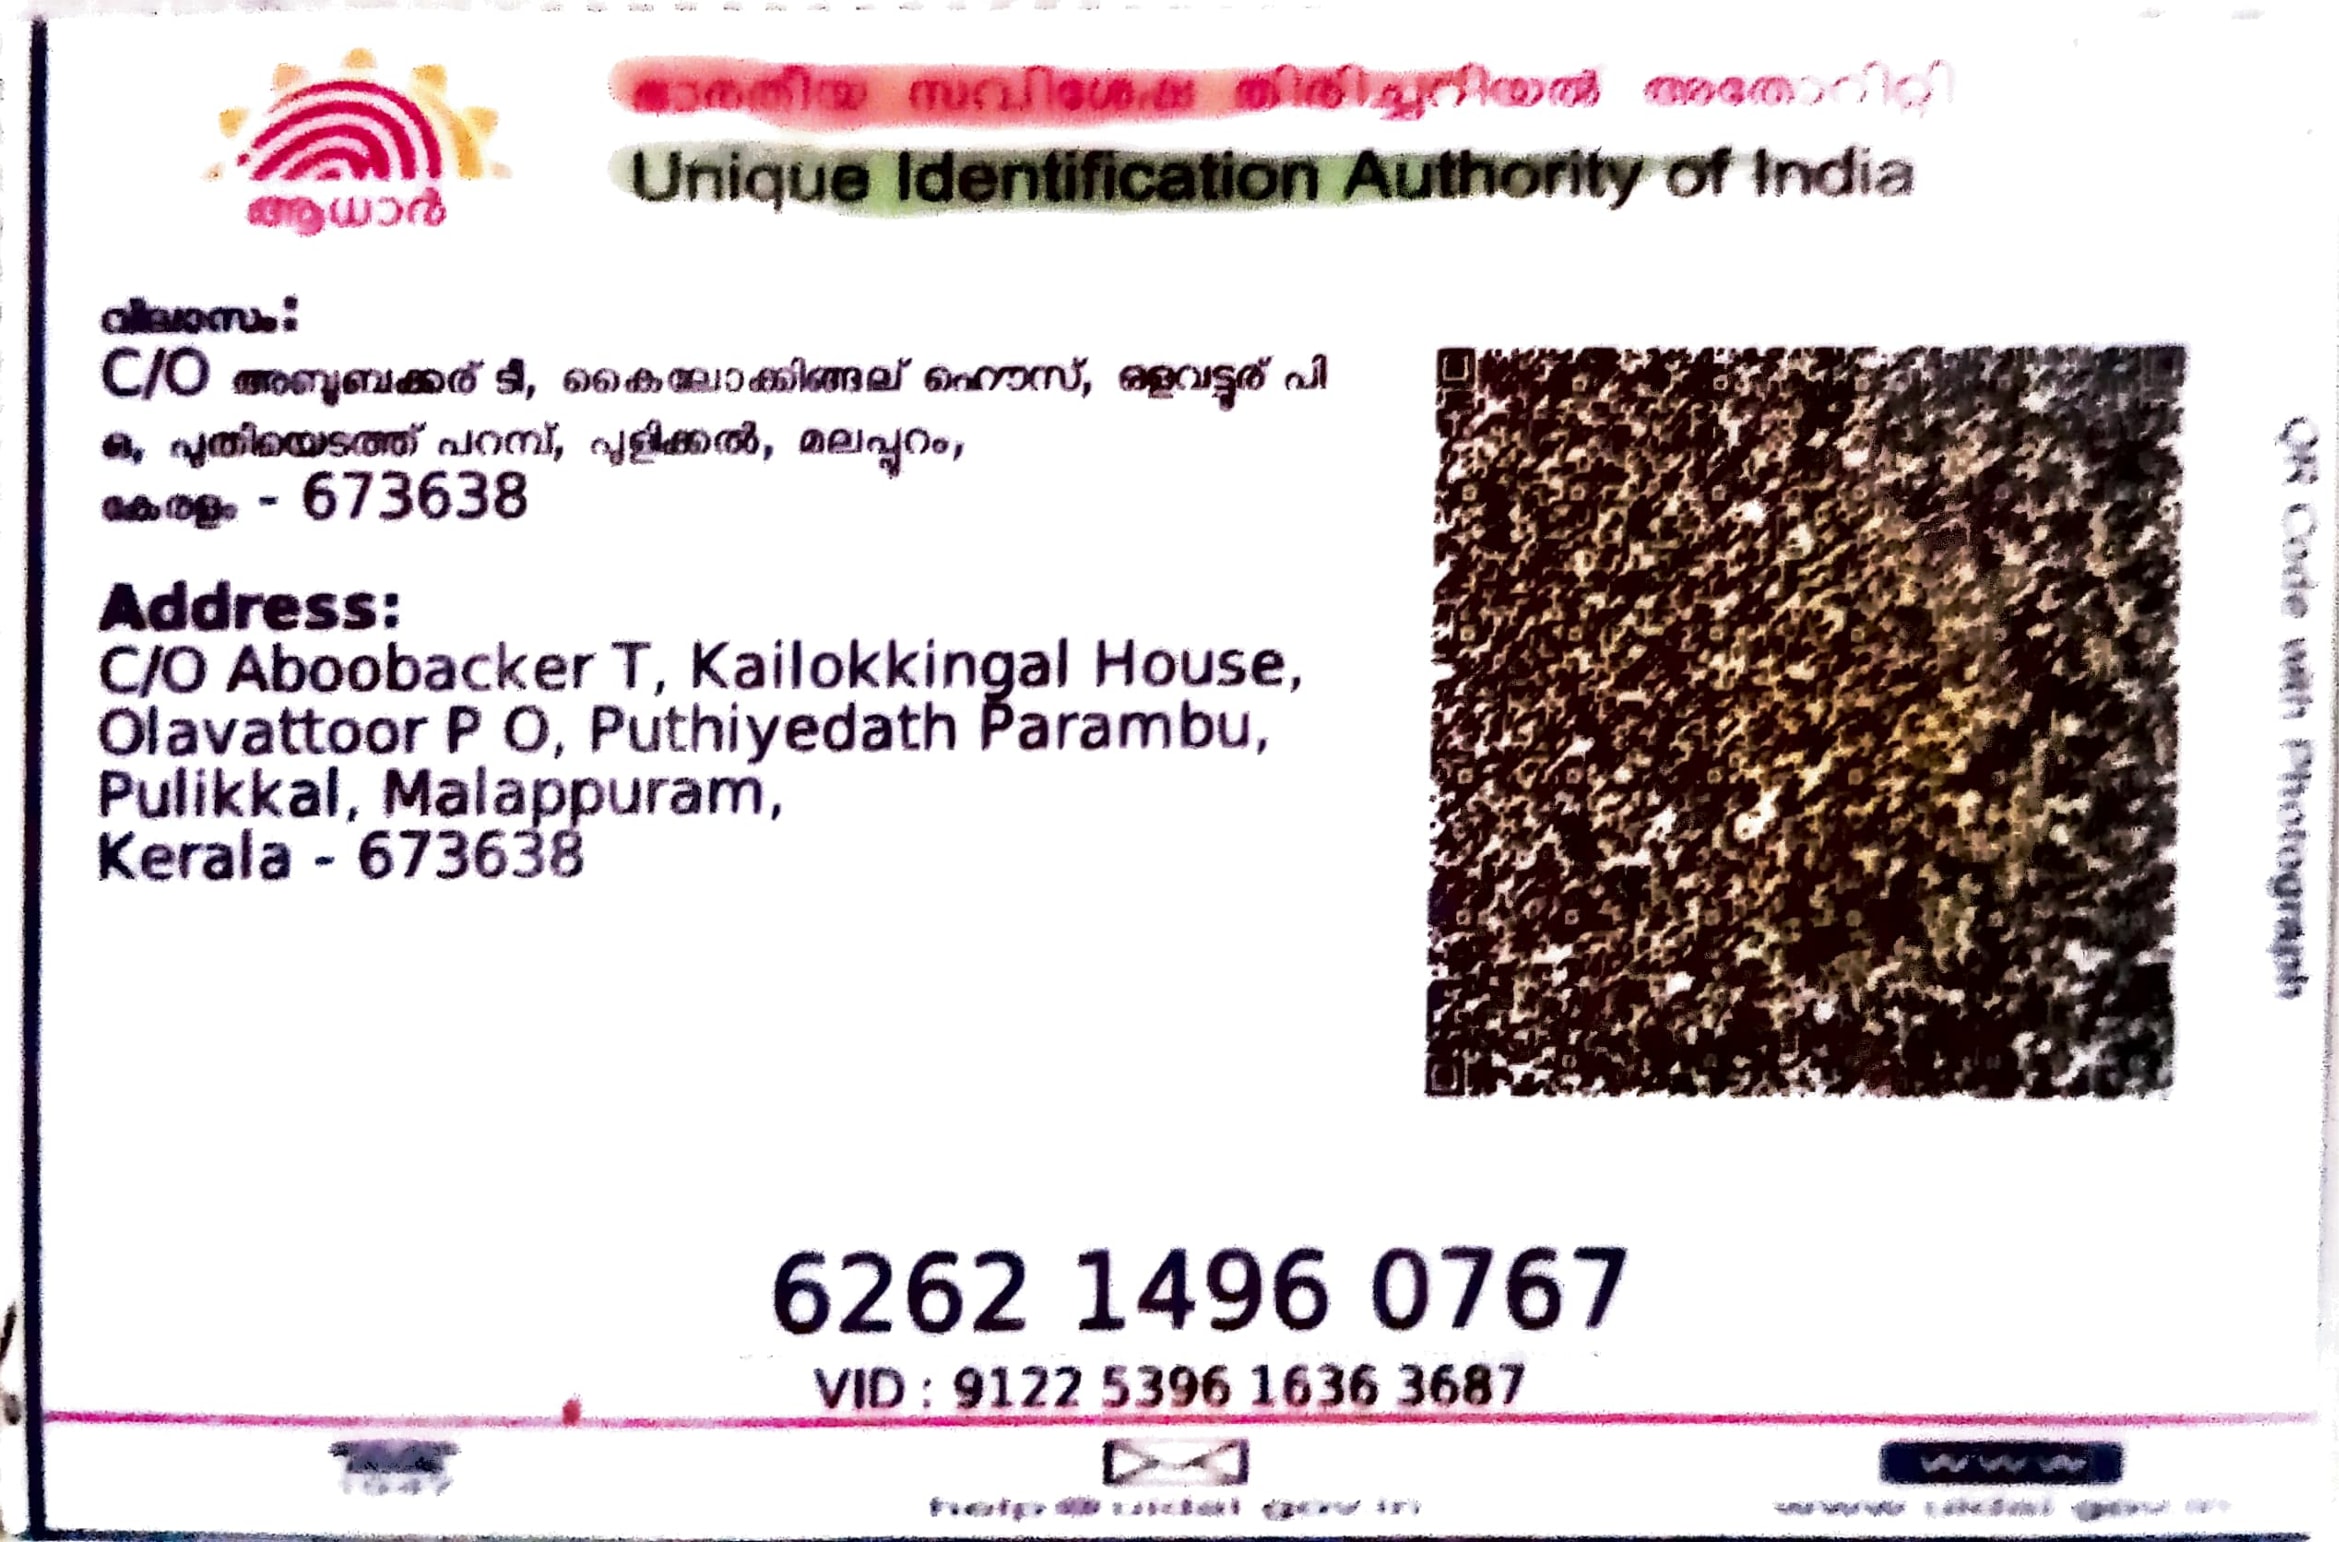 ഭാരതീയ സവിശേഷ തിരിച്ചറിയൽ അതോറിറ്റി
Unique Identification Authority of India
ആധാർ
വിലാസം:
C/O അബൂബക്കര് ടി, കൈലോക്കിങ്ങല് ഹൌസ്, ഒളവട്ടൂര് പി
ഒ, പുതിയെടത്ത് പറമ്പ്, പുളിക്കൽ, മലപ്പുറം,
കേരളം - 673638
Address:
C/O Aboobacker T, Kailokkingal House,
Olavattoor P O, Puthiyedath Parambu,
Pulikkal, Malappuram,
Kerala - 673638
QR Code with Photograph
6262 1496 0767
VID : 9122 5396 1636 3687
1947
help@uidai.gov.in
www
www.uidai.gov.in